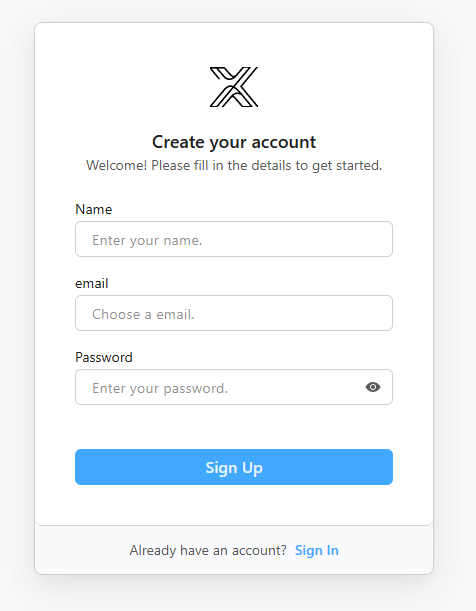 Create your account
Welcome! Please fill in the details to get started.
Name
Enter your name.
email
Choose a email.
Password
Enter your password.
Sign Up
Already have an account? Sign In